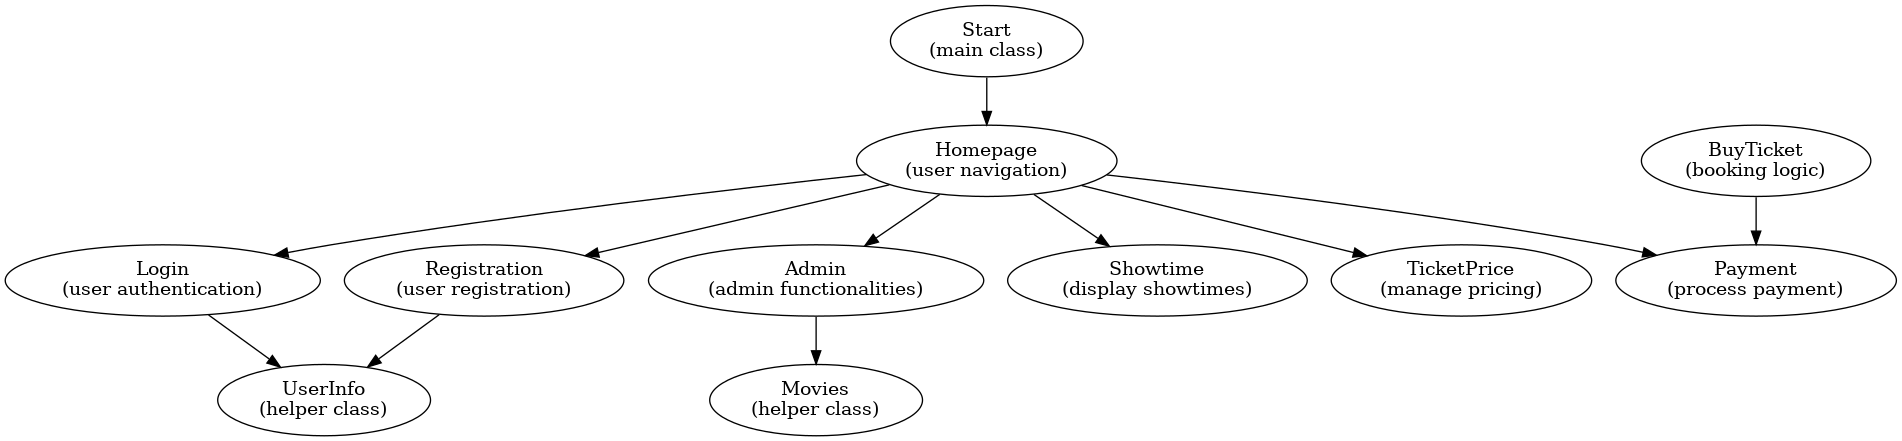 Start
(main class)
Homepage
(user navigation)
BuyTicket
(booking logic)
Login
(user authentication)
Registration
(user registration)
Admin
(admin functionalities)
Showtime
(display showtimes)
TicketPrice
(manage pricing)
Payment
(process payment)
UserInfo
(helper class)
Movies
(helper class)